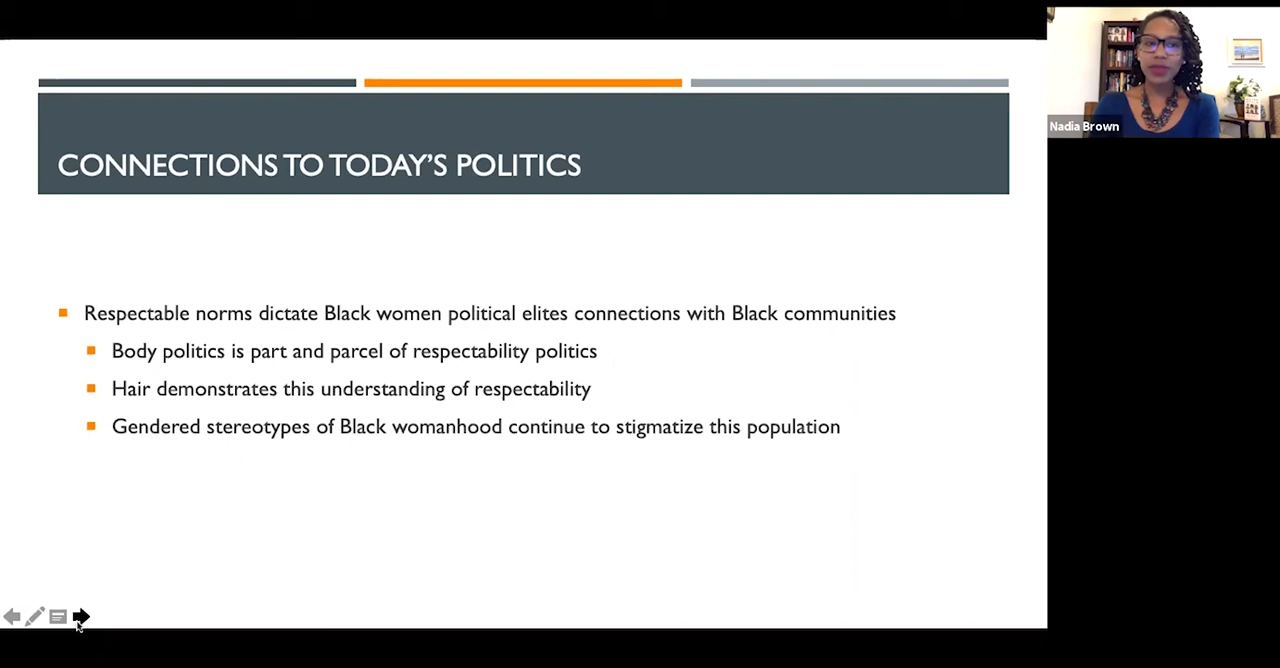 CONNECTIONS TO TODAY'S POLITICS
Respectable norms dictate Black women political elites connections with Black communities
Body politics is part and parcel of respectability politics
Hair demonstrates this understanding of respectability
Gendered stereotypes of Black womanhood continue to stigmatize this population
Nadia Brown